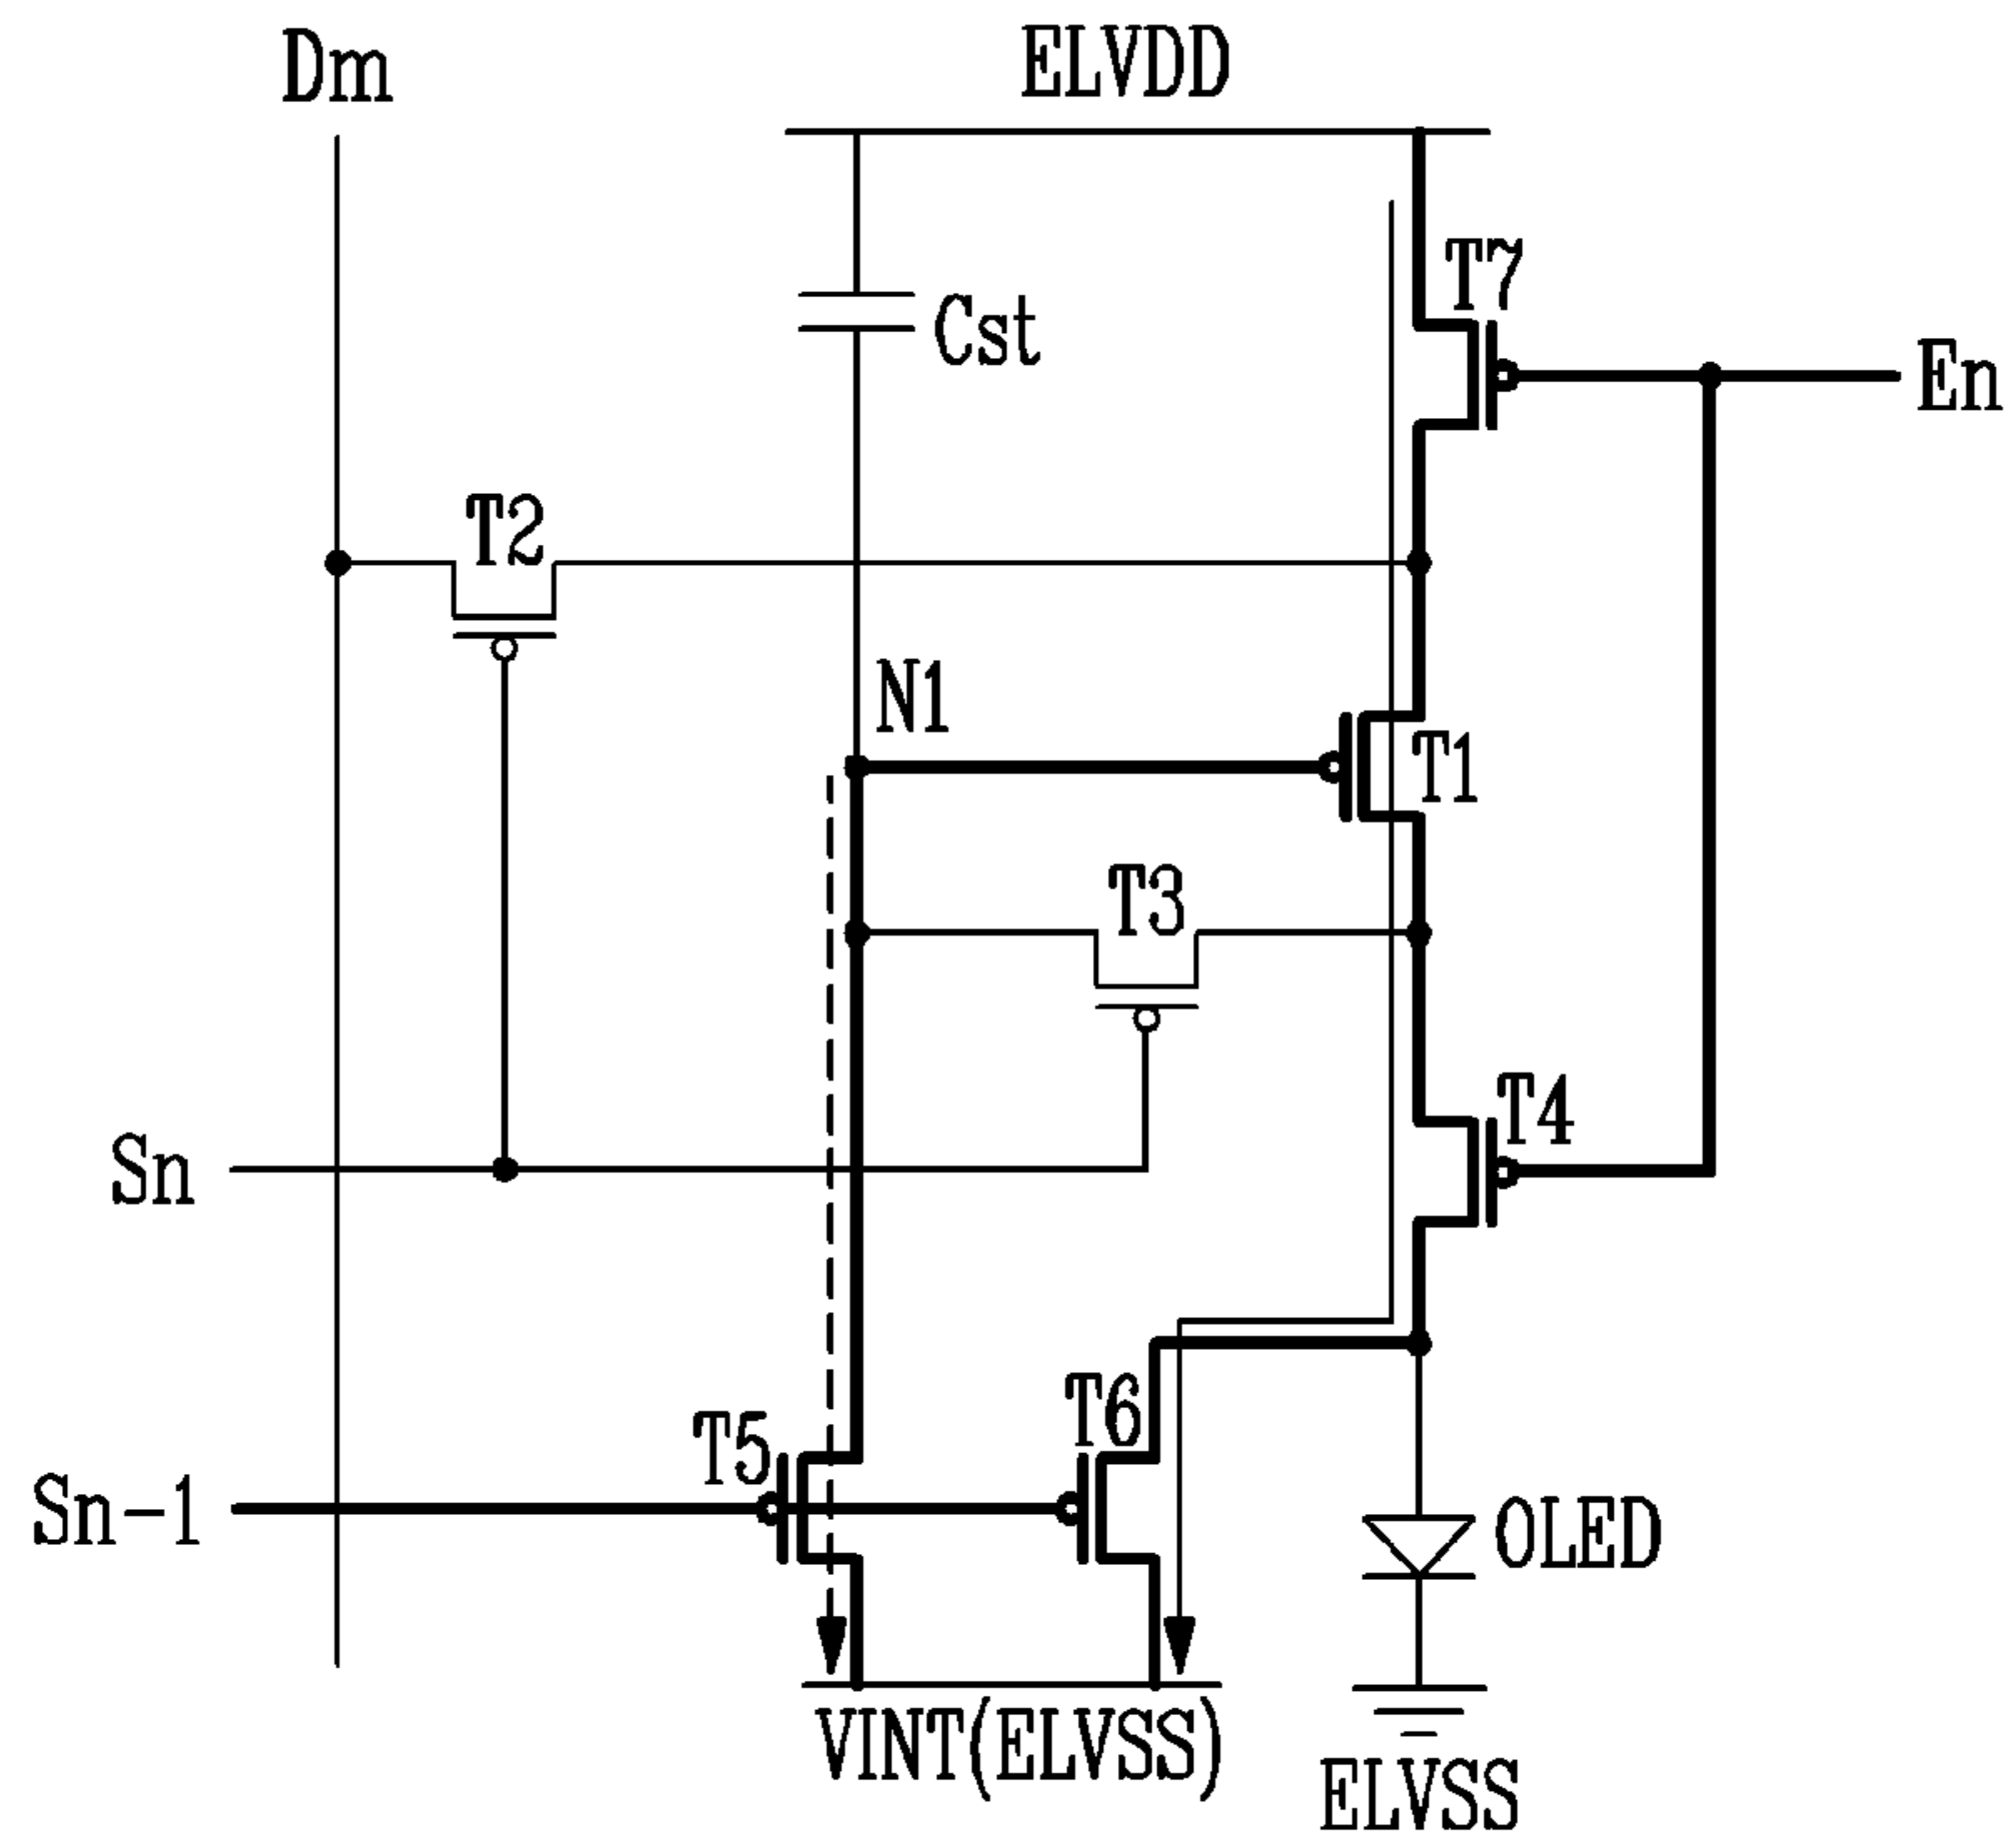 Dm
ELVDD
T7
Cst
En
T2
N1
T1
T3
T4
Sn
T6
T5
Sn-1
OLED
VINT(ELVSS)
ELVSS